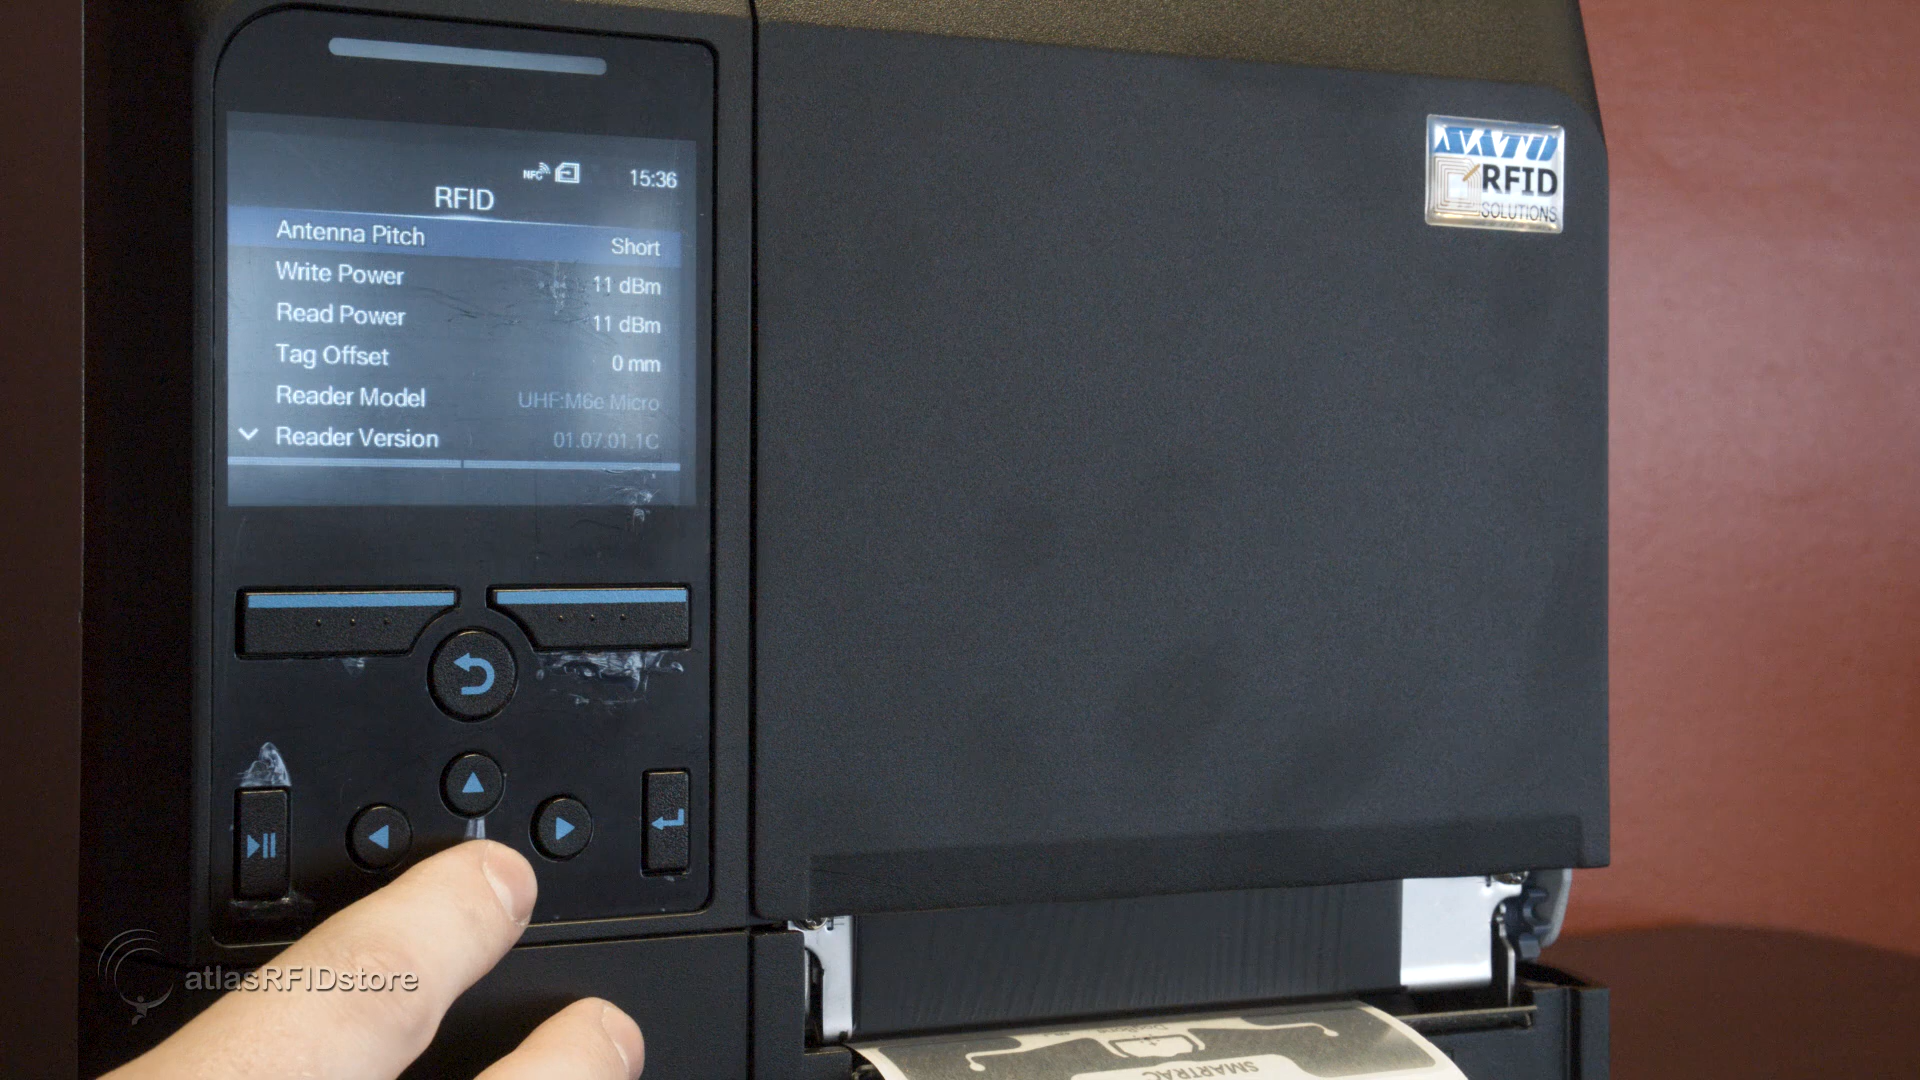 NFC 15:36
RFID
Antenna Pitch Short
Write Power 11 dBm
Read Power 11 dBm
Tag Offset 0 mm
Reader Model UHF:M6e Micro
Reader Version 01.07.01.1C
SATO
RFID
SOLUTIONS
atlasRFIDstore
SMARTRAC